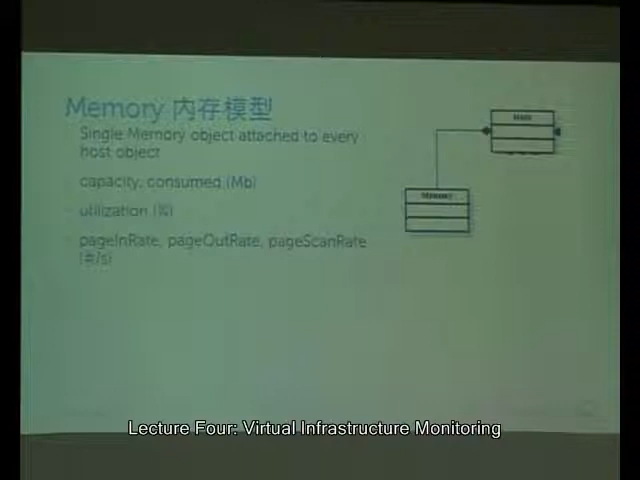 Memory 内存模型
Single Memory object attached to every
host object
capacity, consumed (Mb)
utilization (%)
pageInRate, pageOutRate, pageScanRate
(#/s)
Lecture Four: Virtual Infrastructure Monitoring